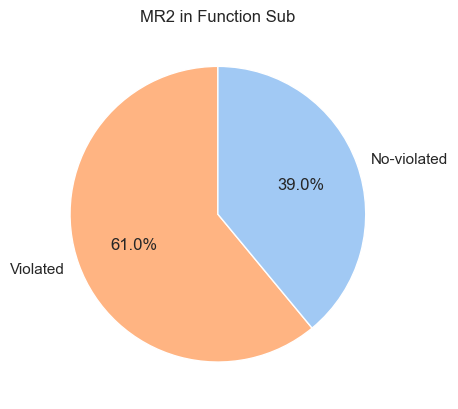 MR2 in Function Sub
No-violated
39.0%
61.0%
Violated